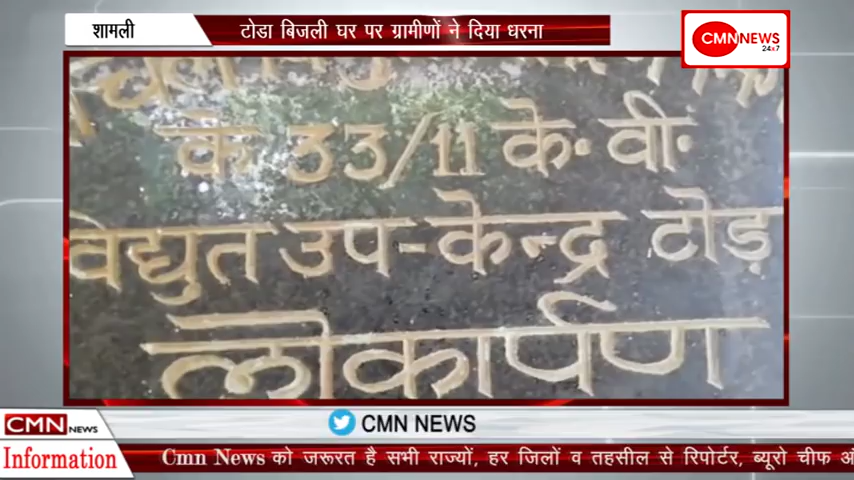 शामली
टोडा बिजली घर पर ग्रामीणों ने दिया धरना
CMN NEWS
24x7
क 33/11 के. वी.
विद्युत उप-केन्द्र टोड़
लोकार्पण
CMN NEWS
CMN NEWS
Information
Cmn News को जरूरत है सभी राज्यों, हर जिलों व तहसील से रिपोर्टर, ब्यूरो चीफ